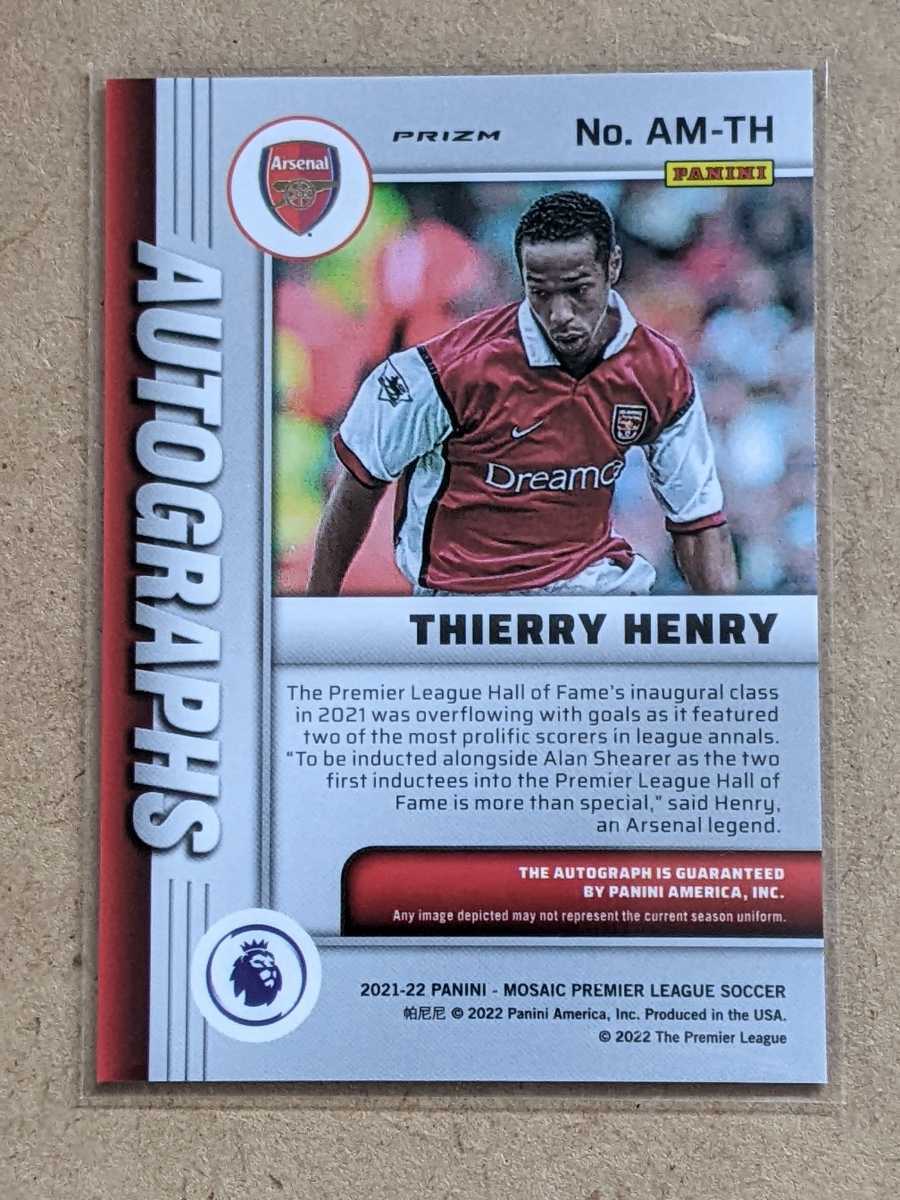 PRIZM
No. AM-TH
PANINI
Arsenal
AUTOGRAPHS
Dreamca
THIERRY HENRY
The Premier League Hall of Fame's inaugural class
in 2021 was overflowing with goals as it featured
two of the most prolific scorers in league annals.
"To be inducted alongside Alan Shearer as the two
first inductees into the Premier League Hall of
Fame is more than special," said Henry,
an Arsenal legend.
THE AUTOGRAPH IS GUARANTEED
BY PANINI AMERICA, INC.
Any image depicted may not represent the current season uniform.
2021-22 PANINI - MOSAIC PREMIER LEAGUE SOCCER
帕尼尼 © 2022 Panini America, Inc. Produced in the USA.
© 2022 The Premier League